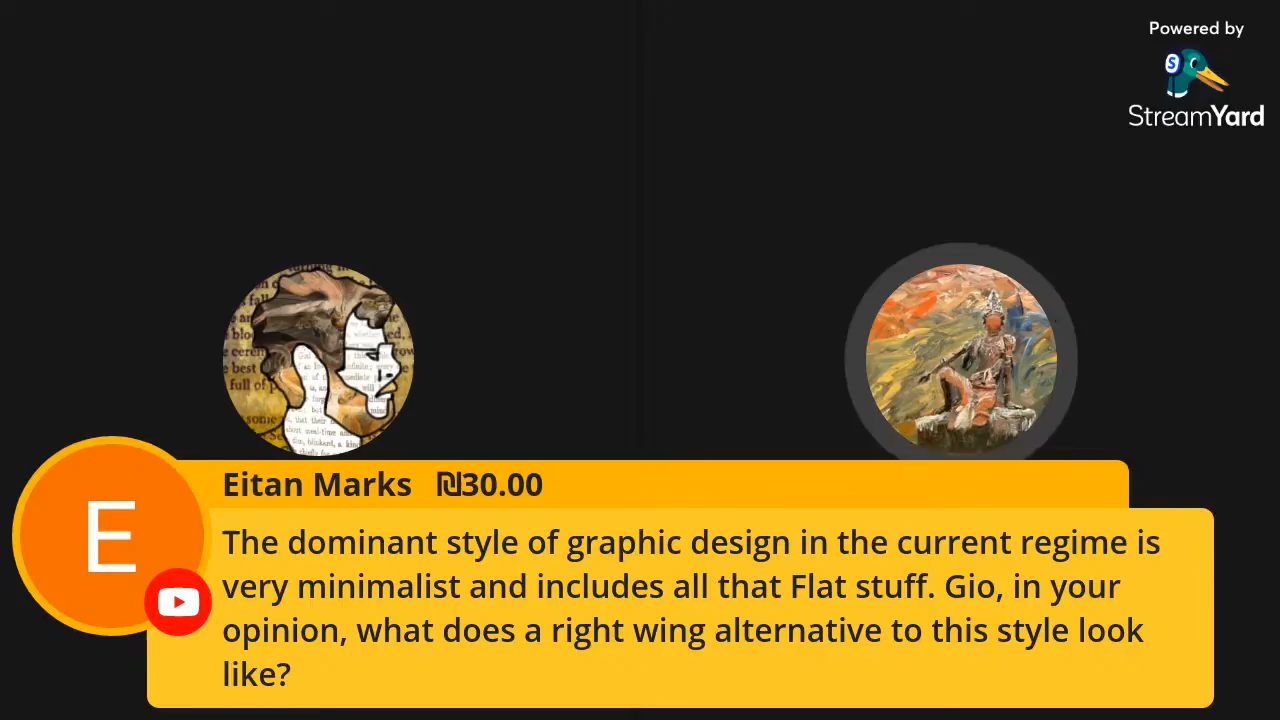 Powered by
S
StreamYard
Eitan Marks ₪30.00
E
The dominant style of graphic design in the current regime is
very minimalist and includes all that Flat stuff. Gio, in your
opinion, what does a right wing alternative to this style look
like?